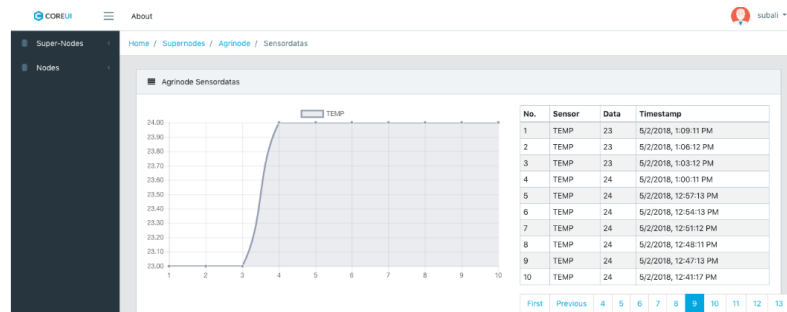 COREUI
About
subali
Super-Nodes
Nodes
Home / Supernodes / Agrinode / Sensordatas
Agrinode Sensordatas
TEMP
24.00
23.90
23.80
23.70
23.60
23.50
23.40
23.30
23.20
23.10
23.00
1 2 3 4 5 6 7 8 9 10
No. Sensor Data Timestamp
1 TEMP 23 5/2/2018, 1:09:11 PM
2 TEMP 23 5/2/2018, 1:06:12 PM
3 TEMP 23 5/2/2018, 1:03:12 PM
4 TEMP 24 5/2/2018, 1:00:11 PM
5 TEMP 24 5/2/2018, 12:57:13 PM
6 TEMP 24 5/2/2018, 12:54:13 PM
7 TEMP 24 5/2/2018, 12:51:12 PM
8 TEMP 24 5/2/2018, 12:48:11 PM
9 TEMP 24 5/2/2018, 12:47:13 PM
10 TEMP 24 5/2/2018, 12:41:17 PM
First Previous 4 5 6 7 8 9 10 11 12 13